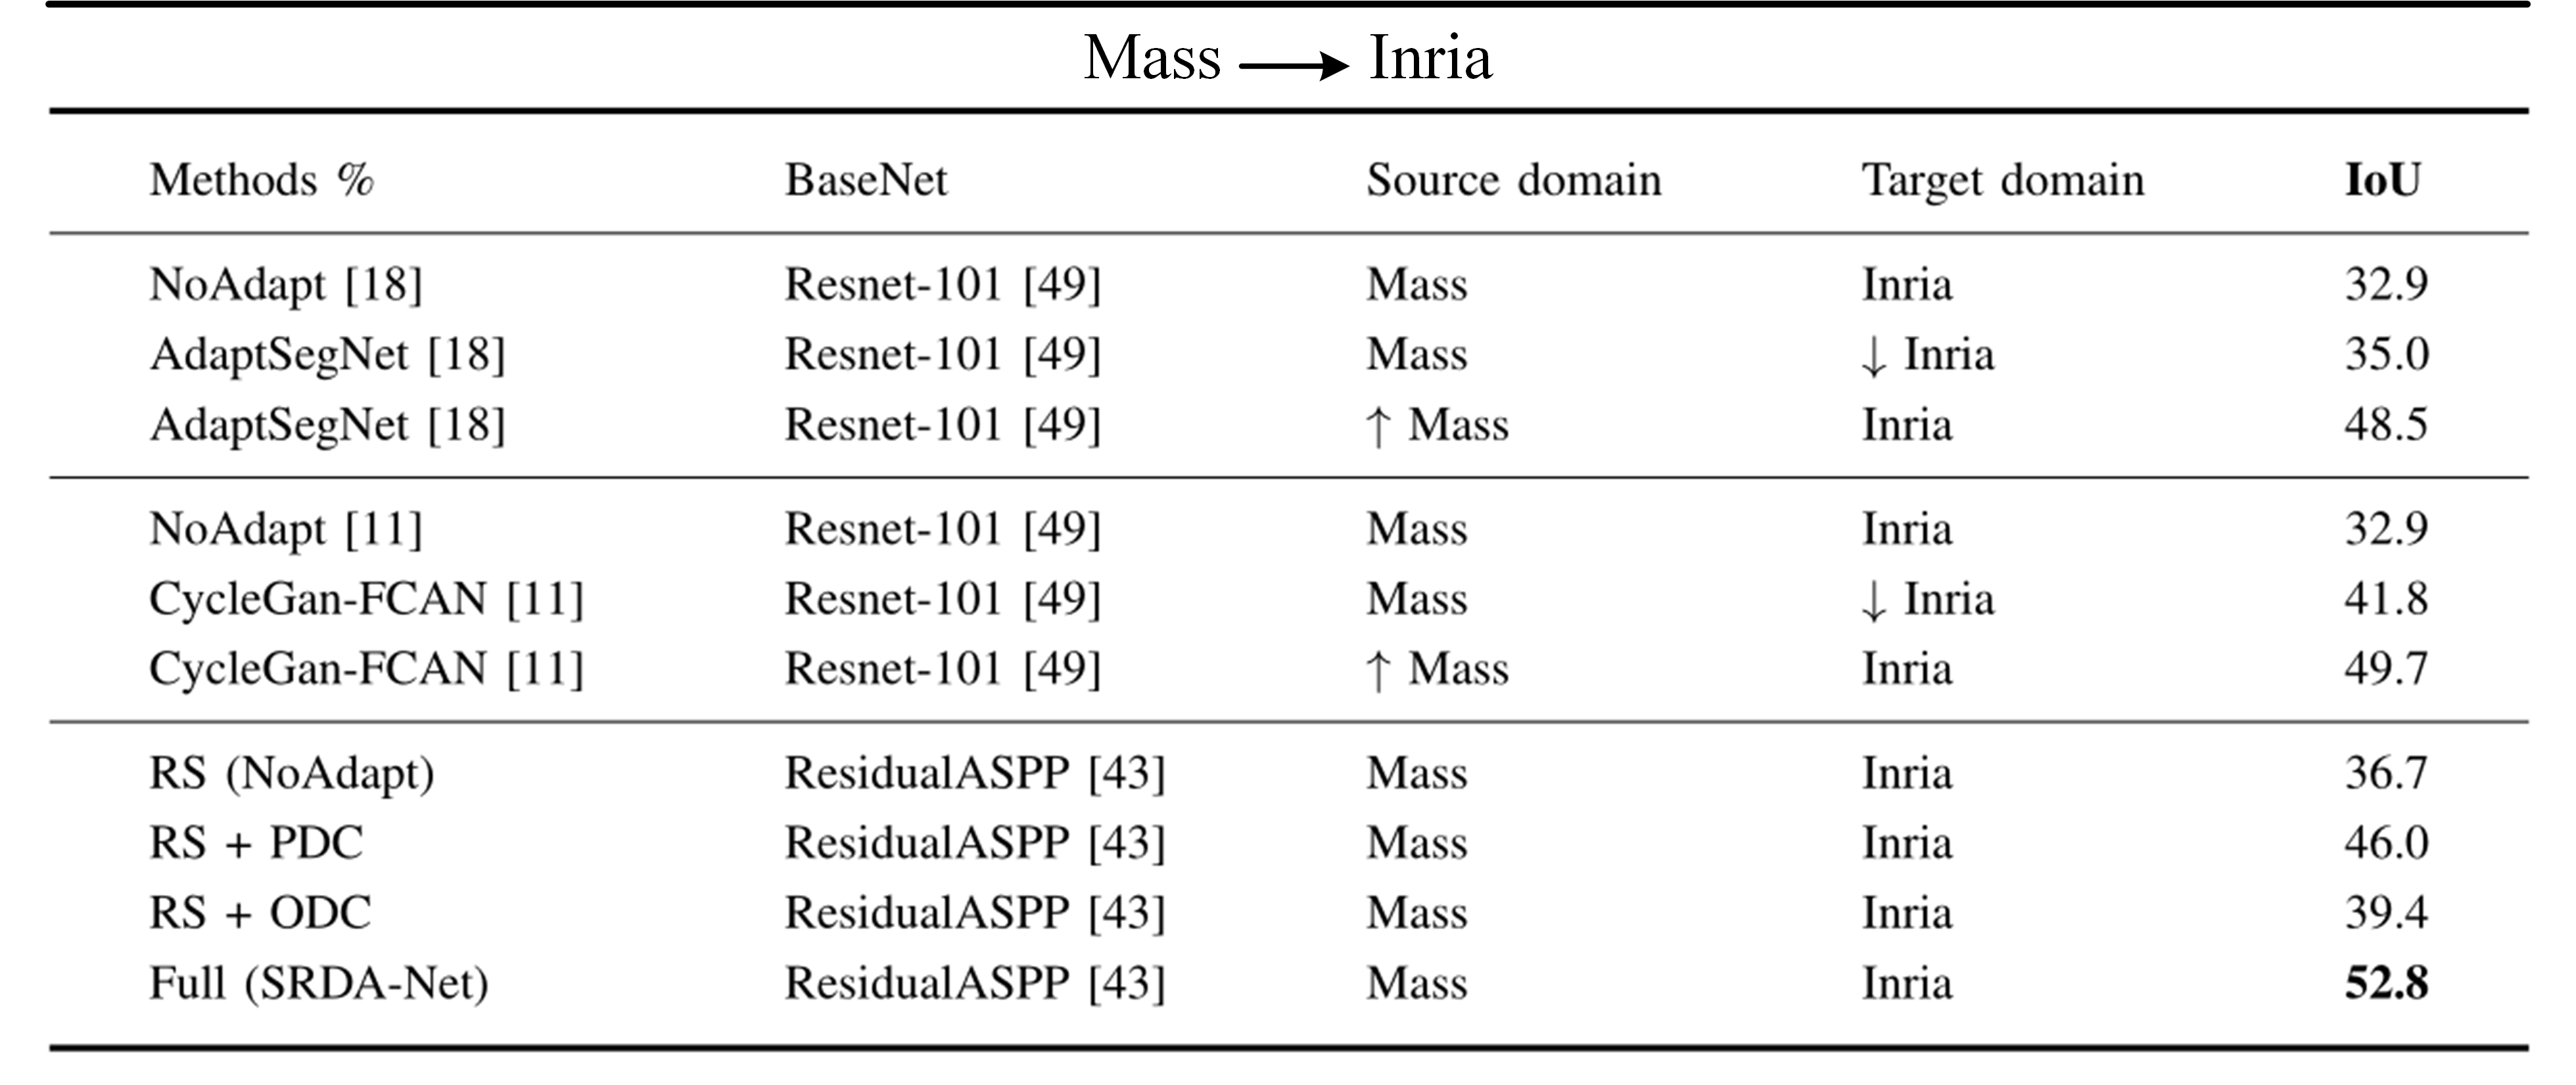 Mass → Inria
Methods % BaseNet Source domain Target domain IoU
NoAdapt [18] Resnet-101 [49] Mass Inria 32.9
AdaptSegNet [18] Resnet-101 [49] Mass ↓ Inria 35.0
AdaptSegNet [18] Resnet-101 [49] ↑ Mass Inria 48.5
NoAdapt [11] Resnet-101 [49] Mass Inria 32.9
CycleGan-FCAN [11] Resnet-101 [49] Mass ↓ Inria 41.8
CycleGan-FCAN [11] Resnet-101 [49] ↑ Mass Inria 49.7
RS (NoAdapt) ResidualASPP [43] Mass Inria 36.7
RS + PDC ResidualASPP [43] Mass Inria 46.0
RS + ODC ResidualASPP [43] Mass Inria 39.4
Full (SRDA-Net) ResidualASPP [43] Mass Inria 52.8